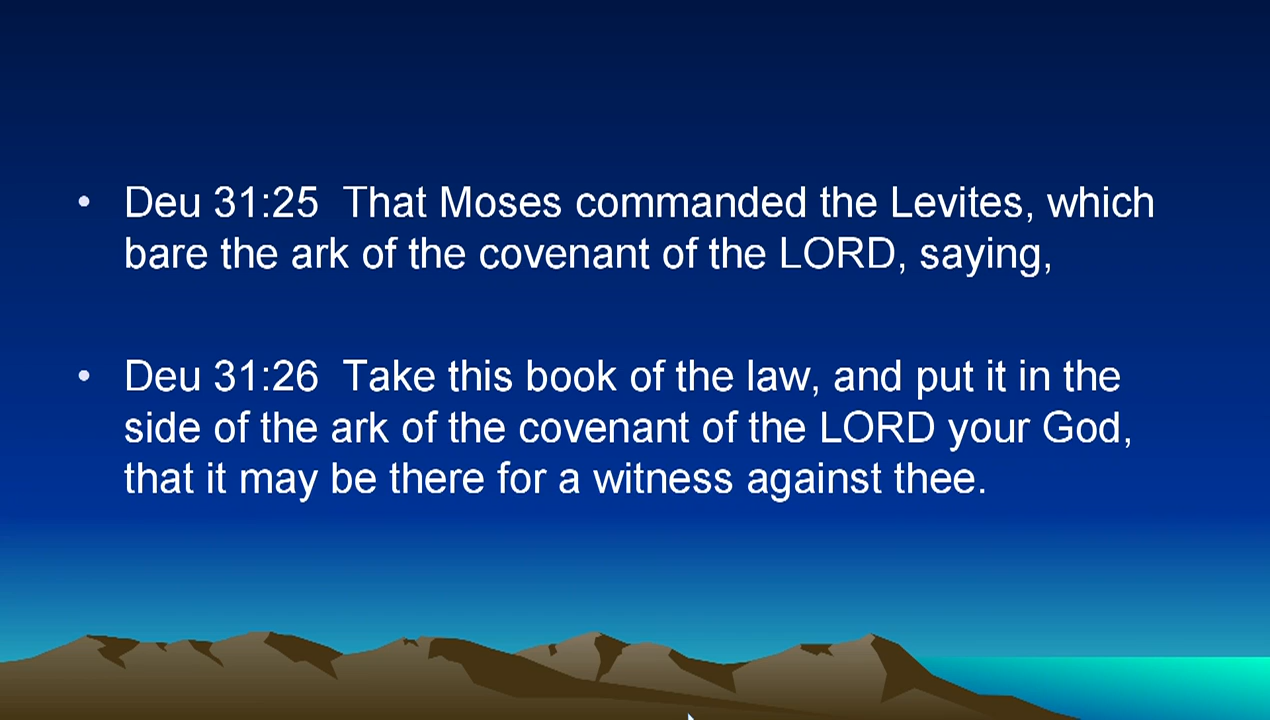 • Deu 31:25  That Moses commanded the Levites, which
bare the ark of the covenant of the LORD, saying,
• Deu 31:26  Take this book of the law, and put it in the
side of the ark of the covenant of the LORD your God,
that it may be there for a witness against thee.